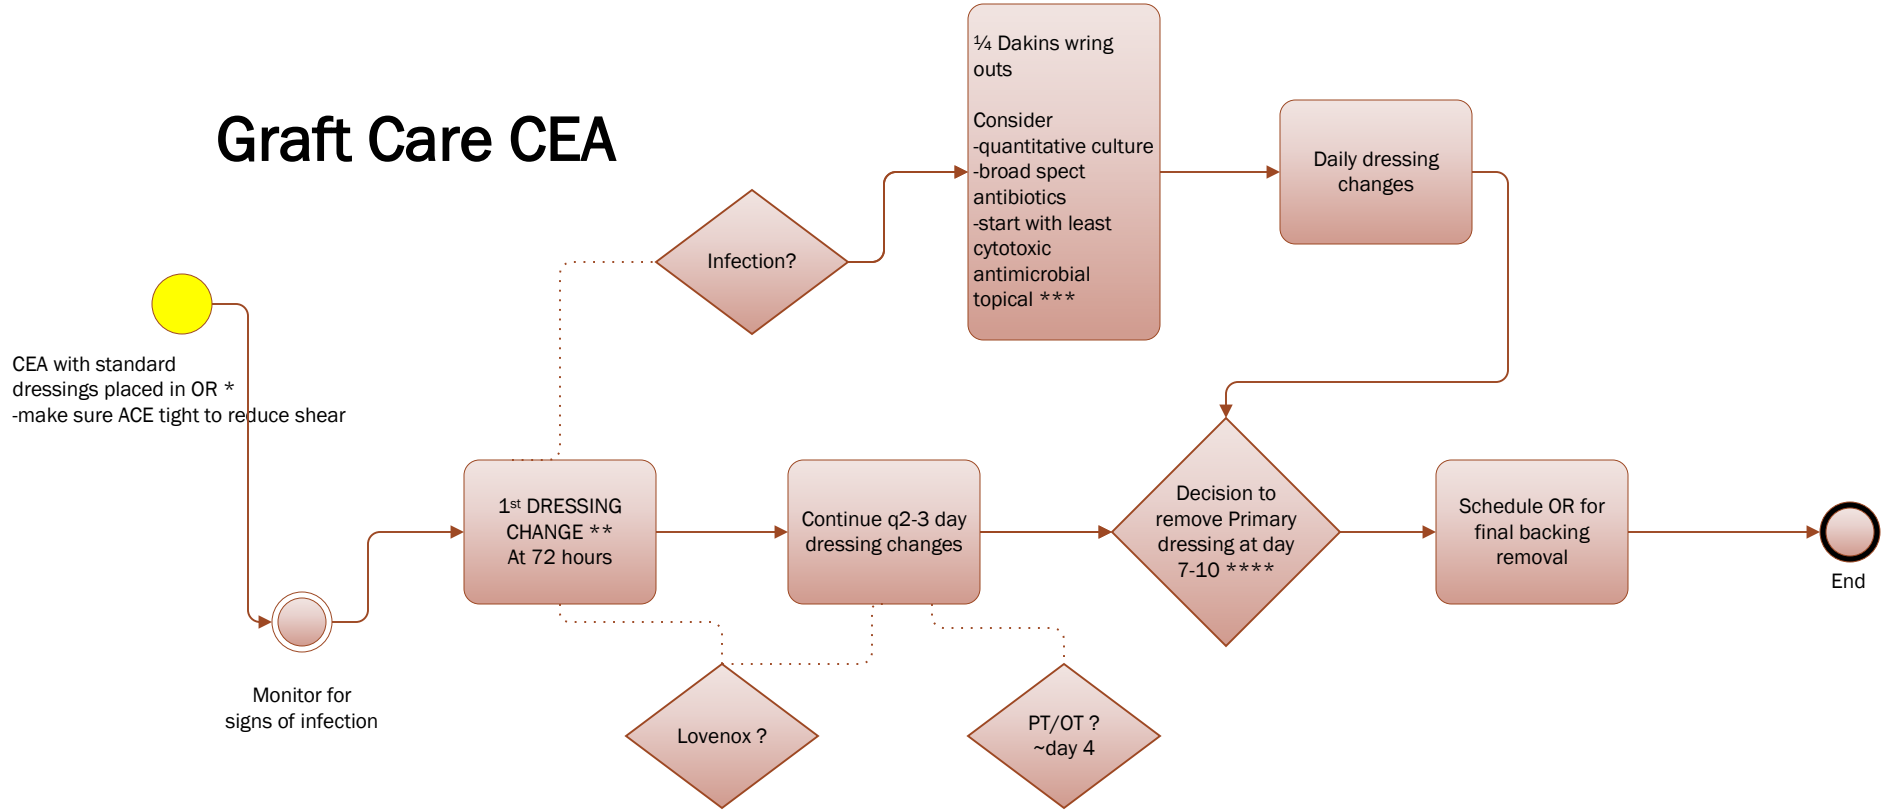 Graft Care CEA
CEA with standard
dressings placed in OR *
-make sure ACE tight to reduce shear
Monitor for
signs of infection
1st DRESSING
CHANGE **
At 72 hours
Infection?
¼ Dakins wring
outs
Consider
-quantitative culture
-broad spect
antibiotics
-start with least
cytotoxic
antimicrobial
topical ***
Daily dressing
changes
Continue q2-3 day
dressing changes
Lovenox ?
PT/OT ?
~day 4
Decision to
remove Primary
dressing at day
7-10 ****
Schedule OR for
final backing
removal
End